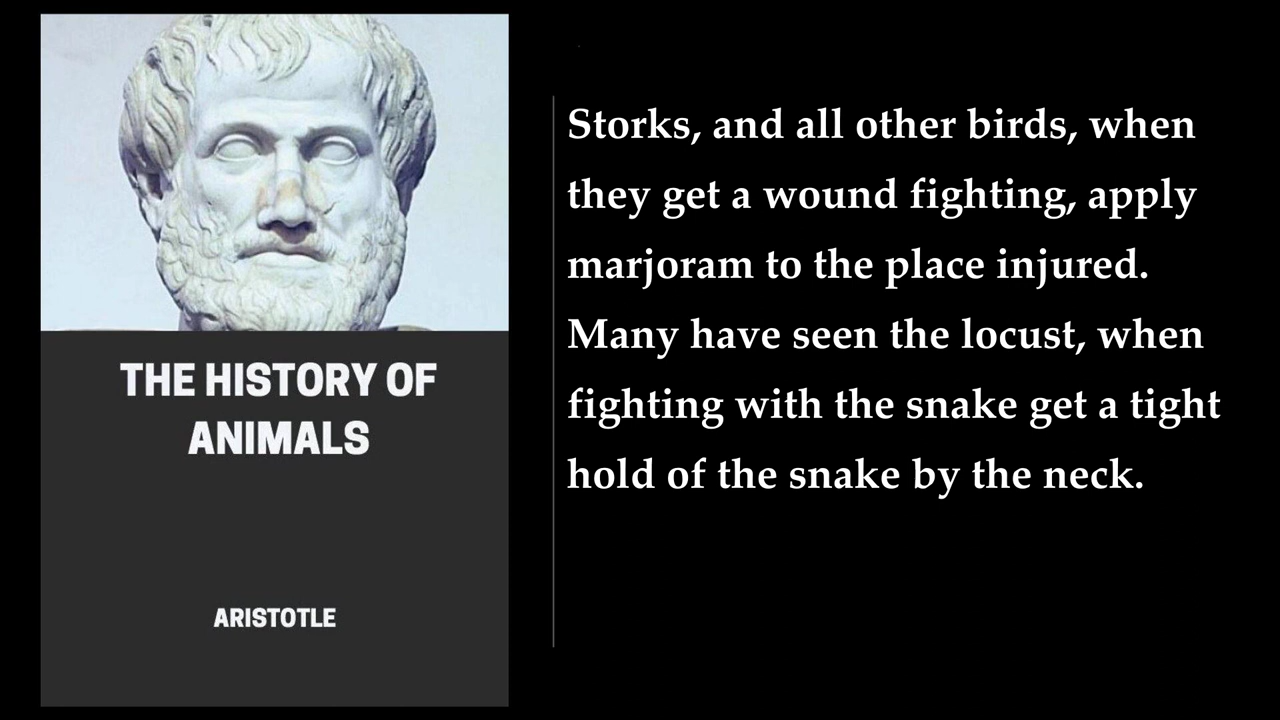 THE HISTORY OF
ANIMALS
ARISTOTLE
Storks, and all other birds, when
they get a wound fighting, apply
marjoram to the place injured.
Many have seen the locust, when
fighting with the snake get a tight
hold of the snake by the neck.